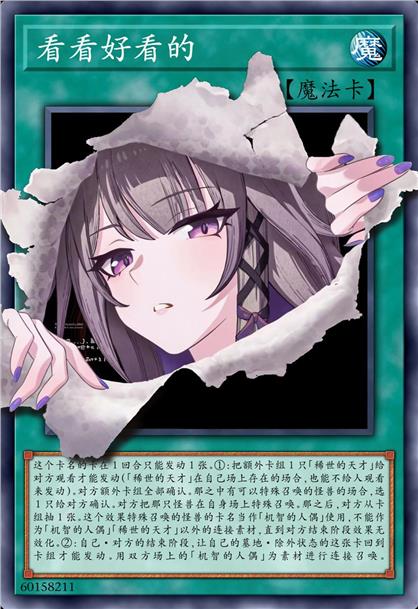 看看好看的
魔
【魔法卡】
这个卡名的卡在1回合只能发动1张。①:把额外卡组1只「稀世的天才」给
对方观看才能发动(「稀世的天才」在自己场上存在的场合,也能不给人观看
来发动)。对方额外卡组全部确认。那之中有可以特殊召唤的怪兽的场合,选
1只给对方确认。对方把那只怪兽在自身场上特殊召唤。那之后,对方从卡
组抽1张。这个效果特殊召唤的卡名当作「机智的人偶」使用,不能作
为「机智的人偶」「稀世的天才」以外的连接素材,直到对方结束阶段效果无
效化。②:自己·对方的结束阶段,让自己的墓地·除外状态的这张卡回到
卡组才能发动。用双方场上的「机智的人偶」为素材进行连接召唤。
60158211